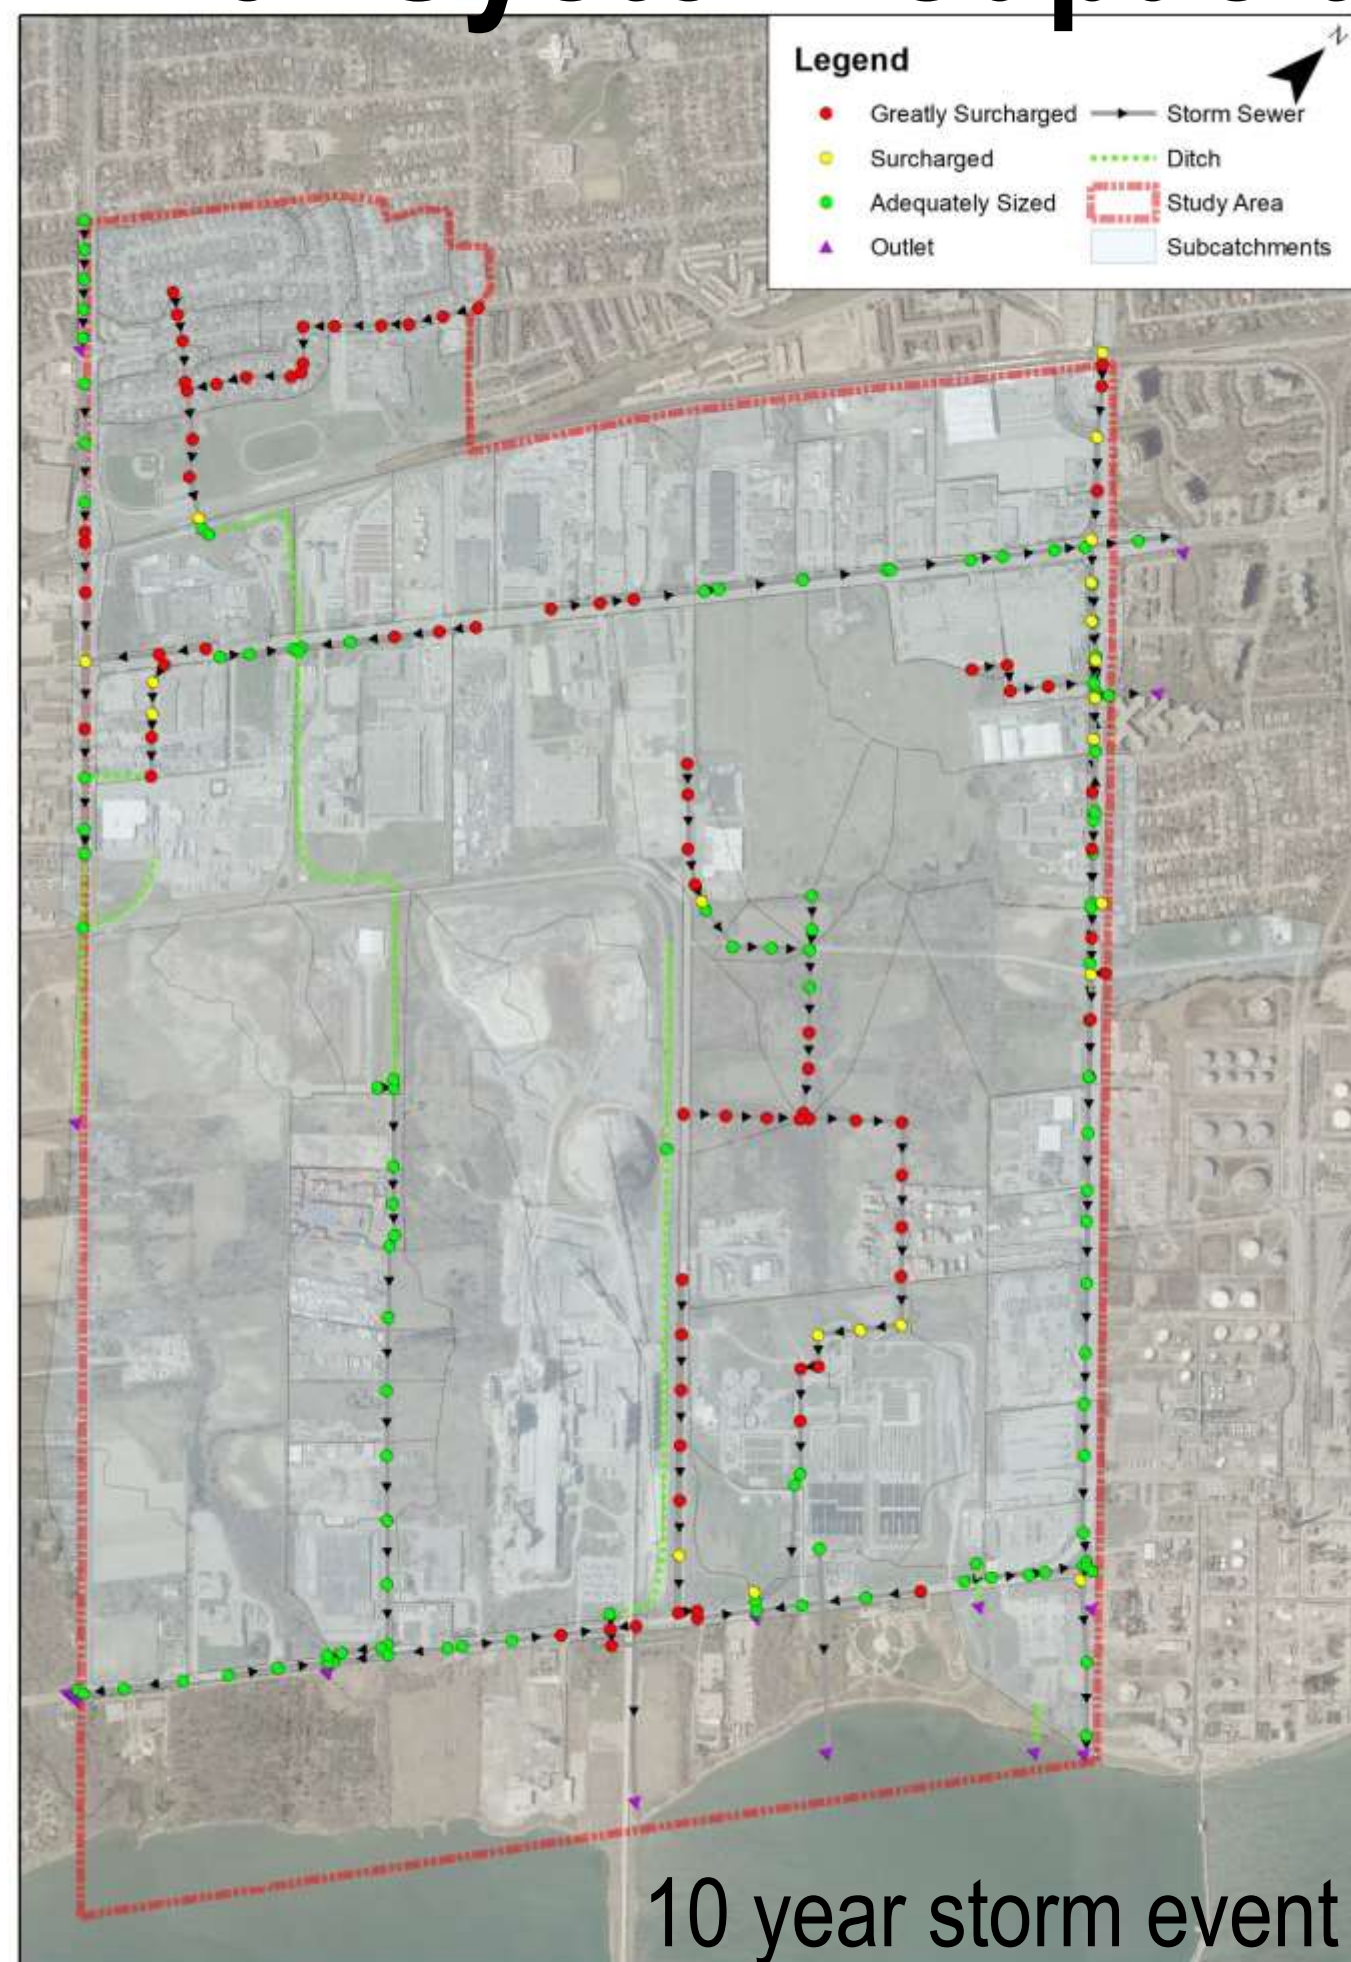 Legend
N
Greatly Surcharged
Storm Sewer
Surcharged
Ditch
Adequately Sized
Study Area
Outlet
Subcatchments
10 year storm event